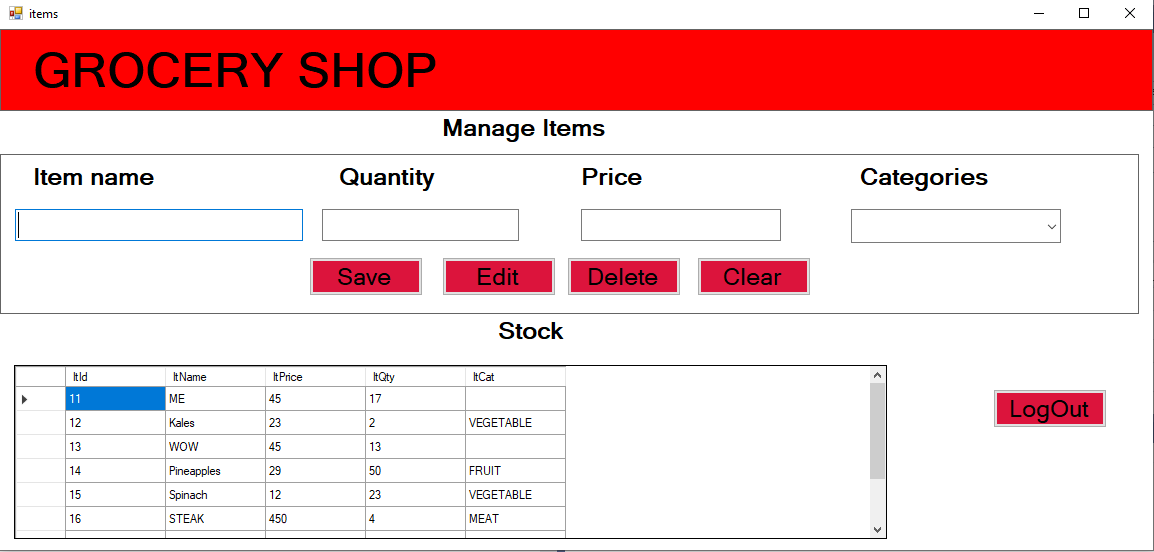 items
GROCERY SHOP
Manage Items
Item name Quantity Price Categories
Save Edit Delete Clear
Stock
ItId ItName ItPrice ItQty ItCat
11 ME 45 17
12 Kales 23 2 VEGETABLE
13 WOW 45 13
14 Pineapples 29 50 FRUIT
15 Spinach 12 23 VEGETABLE
16 STEAK 450 4 MEAT
LogOut